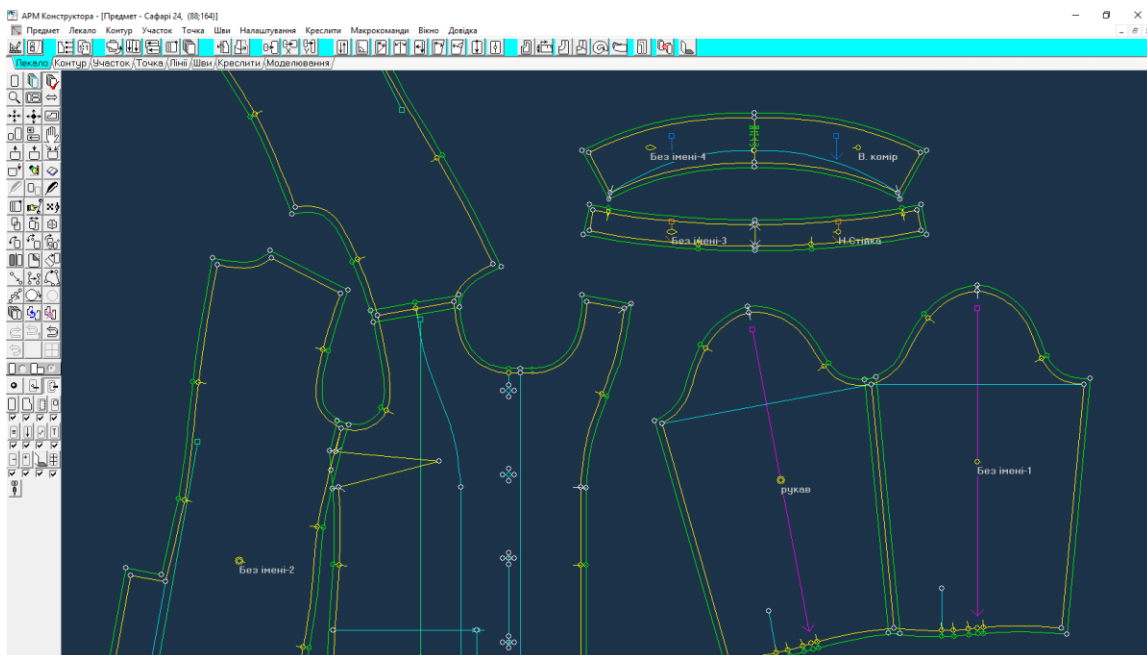 АРМ Конструктора - [Предмет - Сафарі 24, (88;164)]
Предмет Лекало Контур Участок Точка Шви Налаштування Креслити Макрокоманди Вікно Довідка
Лекало Контур Участок Точка Лінії Шви Креслити Моделювання
Без імені-4 В. комір
Без імені-3 Н.Стійка
Без імені-1
рукав
Без імені-2